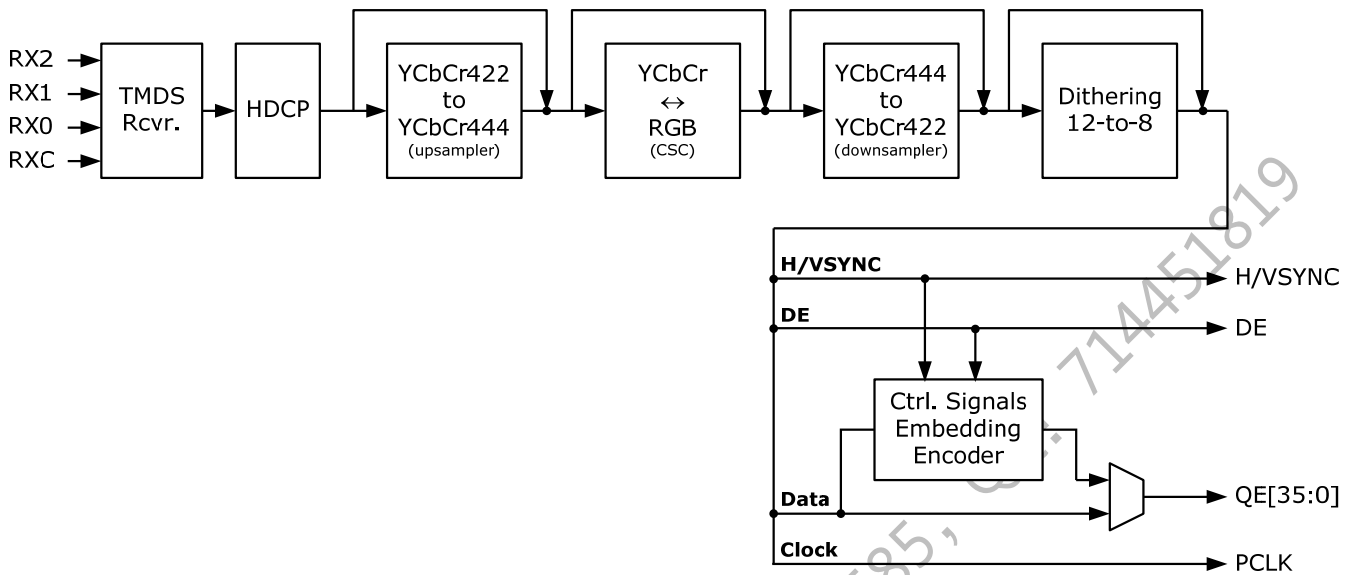 RX2
RX1
RX0
RXC
TMDS
Rcvr.
HDCP
YCbCr422
to
YCbCr444
(upsampler)
YCbCr
↔
RGB
(CSC)
YCbCr444
to
YCbCr422
(downsampler)
Dithering
12-to-8
H/VSYNC
H/VSYNC
DE
DE
Ctrl. Signals
Embedding
Encoder
Data
QE[35:0]
Clock
PCLK
714451819